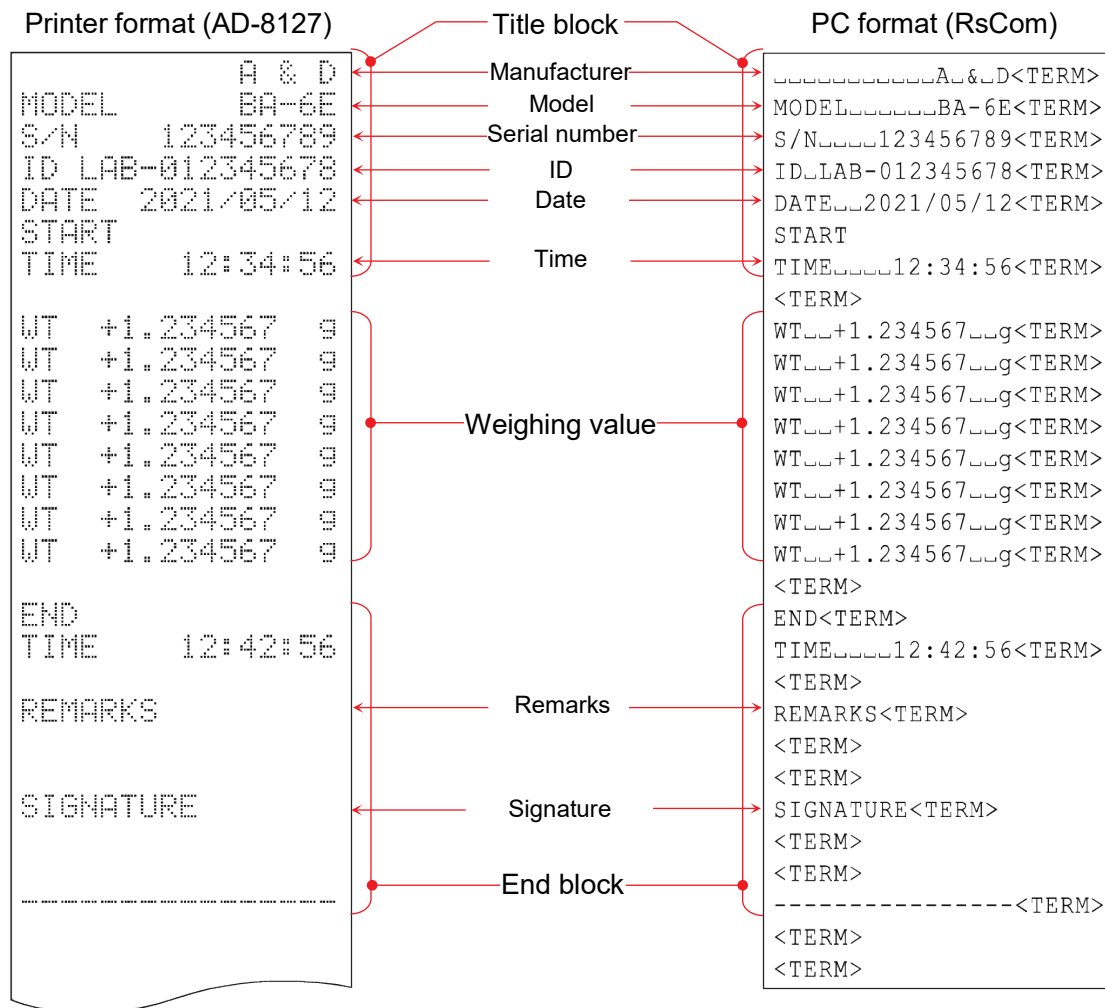 Printer format (AD-8127)
A & D
MODEL BA-6E
S/N 123456789
ID LAB-012345678
DATE 2021/05/12
START
TIME 12:34:56
WT +1.234567 g
WT +1.234567 g
WT +1.234567 g
WT +1.234567 g
WT +1.234567 g
WT +1.234567 g
WT +1.234567 g
WT +1.234567 g
END
TIME 12:42:56
REMARKS
SIGNATURE
----------------
Title block
Manufacturer
Model
Serial number
ID
Date
Time
Weighing value
Remarks
Signature
End block
PC format (RsCom)
␣␣␣␣␣␣␣␣␣␣␣A␣&␣D<TERM>
MODEL␣␣␣␣␣␣BA-6E<TERM>
S/N␣␣␣␣123456789<TERM>
ID␣LAB-012345678<TERM>
DATE␣␣2021/05/12<TERM>
START
TIME␣␣␣␣12:34:56<TERM>
<TERM>
WT␣␣+1.234567␣␣g<TERM>
WT␣␣+1.234567␣␣g<TERM>
WT␣␣+1.234567␣␣g<TERM>
WT␣␣+1.234567␣␣g<TERM>
WT␣␣+1.234567␣␣g<TERM>
WT␣␣+1.234567␣␣g<TERM>
WT␣␣+1.234567␣␣g<TERM>
WT␣␣+1.234567␣␣g<TERM>
<TERM>
END<TERM>
TIME␣␣␣␣12:42:56<TERM>
<TERM>
REMARKS<TERM>
<TERM>
<TERM>
SIGNATURE<TERM>
<TERM>
<TERM>
----------------<TERM>
<TERM>
<TERM>